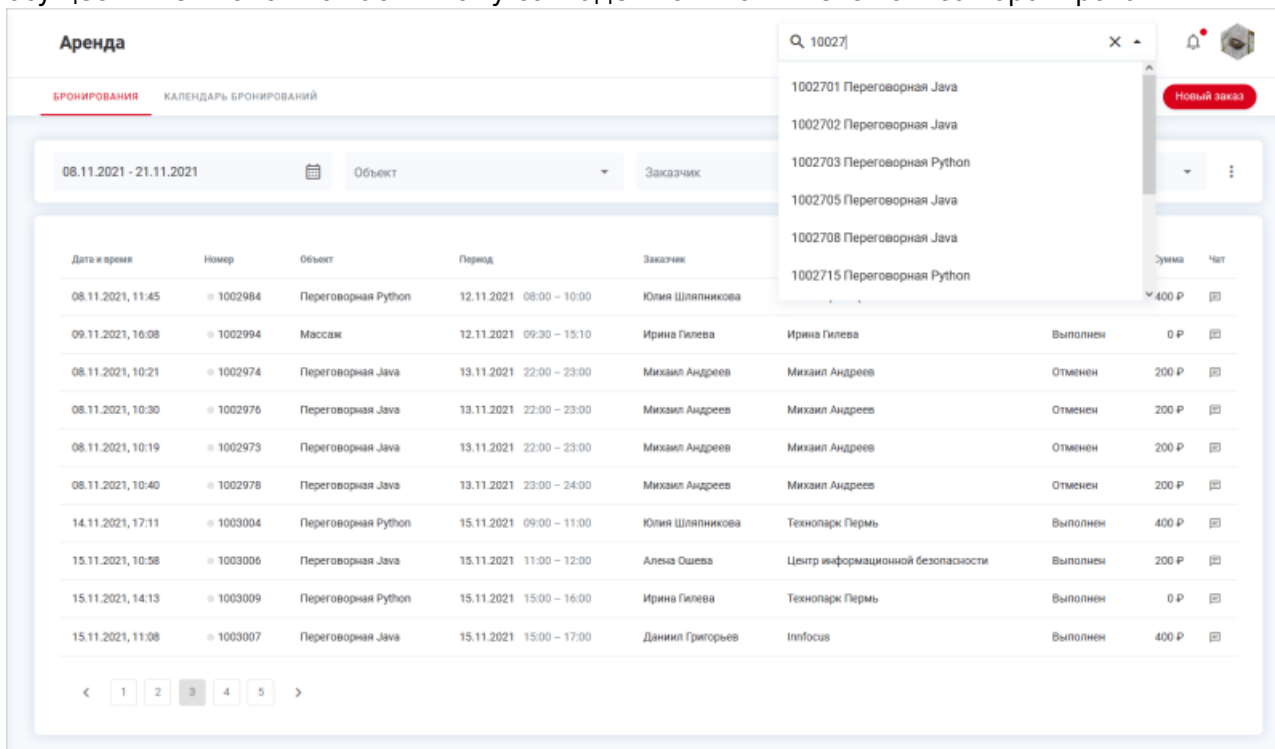 Аренда
10027
1002701 Переговорная Java
1002702 Переговорная Java
1002703 Переговорная Python
1002705 Переговорная Java
1002708 Переговорная Java
1002715 Переговорная Python
БРОНИРОВАНИЯ КАЛЕНДАРЬ БРОНИРОВАНИЙ
Новый заказ
08.11.2021 - 21.11.2021 Объект Заказчик
Дата и время Номер Объект Период Заказчик Сумма Чат
08.11.2021, 11:45 1002984 Переговорная Python 12.11.2021 08:00 – 10:00 Юлия Шляпникова 400 ₽
09.11.2021, 16:08 1002994 Массаж 12.11.2021 09:30 – 15:10 Ирина Гилева Ирина Гилева Выполнен 0 ₽
08.11.2021, 10:21 1002974 Переговорная Java 13.11.2021 22:00 – 23:00 Михаил Андреев Михаил Андреев Отменен 200 ₽
08.11.2021, 10:30 1002976 Переговорная Java 13.11.2021 22:00 – 23:00 Михаил Андреев Михаил Андреев Отменен 200 ₽
08.11.2021, 10:19 1002973 Переговорная Java 13.11.2021 22:00 – 23:00 Михаил Андреев Михаил Андреев Отменен 200 ₽
08.11.2021, 10:40 1002978 Переговорная Java 13.11.2021 23:00 – 24:00 Михаил Андреев Михаил Андреев Отменен 200 ₽
14.11.2021, 17:11 1003004 Переговорная Python 15.11.2021 09:00 – 11:00 Юлия Шляпникова Технопарк Пермь Выполнен 400 ₽
15.11.2021, 10:58 1003006 Переговорная Java 15.11.2021 11:00 – 12:00 Алена Ошева Центр информационной безопасности Выполнен 200 ₽
15.11.2021, 14:13 1003009 Переговорная Python 15.11.2021 15:00 – 16:00 Ирина Гилева Технопарк Пермь Выполнен 0 ₽
15.11.2021, 11:08 1003007 Переговорная Java 15.11.2021 15:00 – 17:00 Даниил Григорьев Innfocus Выполнен 400 ₽
1 2 3 4 5